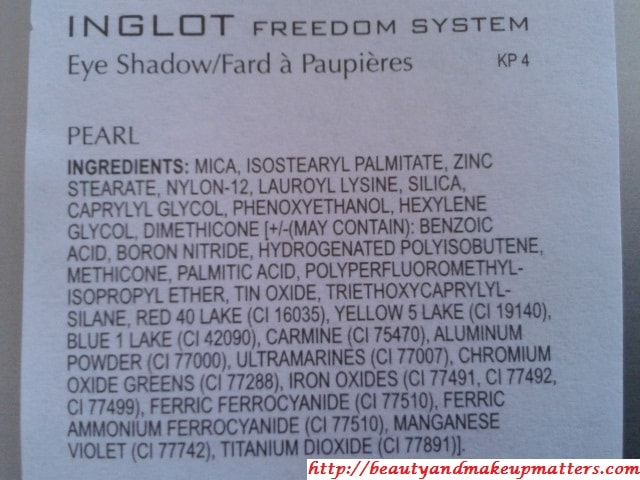 INGLOT FREEDOM SYSTEM
Eye Shadow/Fard à Paupières KP 4
PEARL
INGREDIENTS: MICA, ISOSTEARYL PALMITATE, ZINC
STEARATE, NYLON-12, LAUROYL LYSINE, SILICA,
CAPRYLYL GLYCOL, PHENOXYETHANOL, HEXYLENE
GLYCOL, DIMETHICONE [+/-(MAY CONTAIN): BENZOIC
ACID, BORON NITRIDE, HYDROGENATED POLYISOBUTENE,
METHICONE, PALMITIC ACID, POLYPERFLUOROMETHYL-
ISOPROPYL ETHER, TIN OXIDE, TRIETHOXYCAPRYLYL-
SILANE, RED 40 LAKE (CI 16035), YELLOW 5 LAKE (CI 19140),
BLUE 1 LAKE (CI 42090), CARMINE (CI 75470), ALUMINUM
POWDER (CI 77000), ULTRAMARINES (CI 77007), CHROMIUM
OXIDE GREENS (CI 77288), IRON OXIDES (CI 77491, CI 77492,
CI 77499), FERRIC FERROCYANIDE (CI 77510), FERRIC
AMMONIUM FERROCYANIDE (CI 77510), MANGANESE
VIOLET (CI 77742), TITANIUM DIOXIDE (CI 77891)].
http://beautyandmakeupmatters.com/